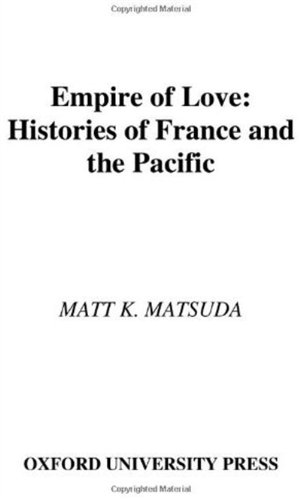 Copyrighted Material
Empire of Love:
Histories of France and
the Pacific
MATT K. MATSUDA
OXFORD UNIVERSITY PRESS
Copyrighted Material